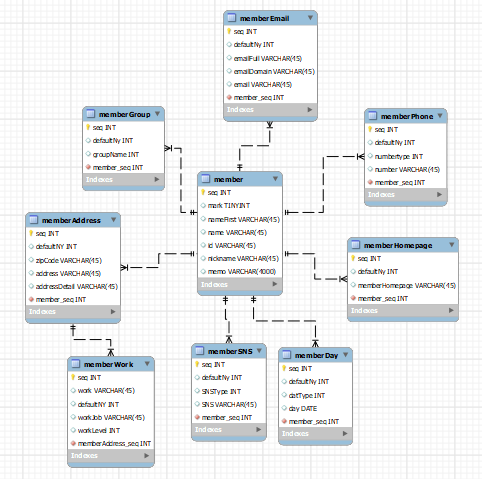 memberEmail
seq INT
defaultNy INT
emailFull VARCHAR(45)
emailDomain VARCHAR(45)
email VARCHAR(45)
member_seq INT
Indexes
memberGroup
seq INT
defaultNy INT
groupName INT
member_seq INT
Indexes
memberPhone
seq INT
defaultNy INT
numbertype INT
number VARCHAR(45)
member_seq INT
Indexes
member
seq INT
mark TINYINT
nameFirst VARCHAR(45)
name VARCHAR(45)
id VARCHAR(45)
nickname VARCHAR(45)
memo VARCHAR(4000)
Indexes
memberAddress
seq INT
defaultNY INT
zipCode VARCHAR(45)
address VARCHAR(45)
addressDetail VARCHAR(45)
member_seq INT
Indexes
memberHomepage
seq INT
defaultNy INT
memberHomepage VARCHAR(45)
member_seq INT
Indexes
memberWork
seq INT
work VARCHAR(45)
defaultNY INT
workJob VARCHAR(45)
workLevel INT
memberAddress_seq INT
memberSNS
seq INT
defaultNy INT
SNSType INT
SNS VARCHAR(45)
member_seq INT
Indexes
memberDay
seq INT
defaultNy INT
datType INT
day DATE
member_seq INT
Indexes